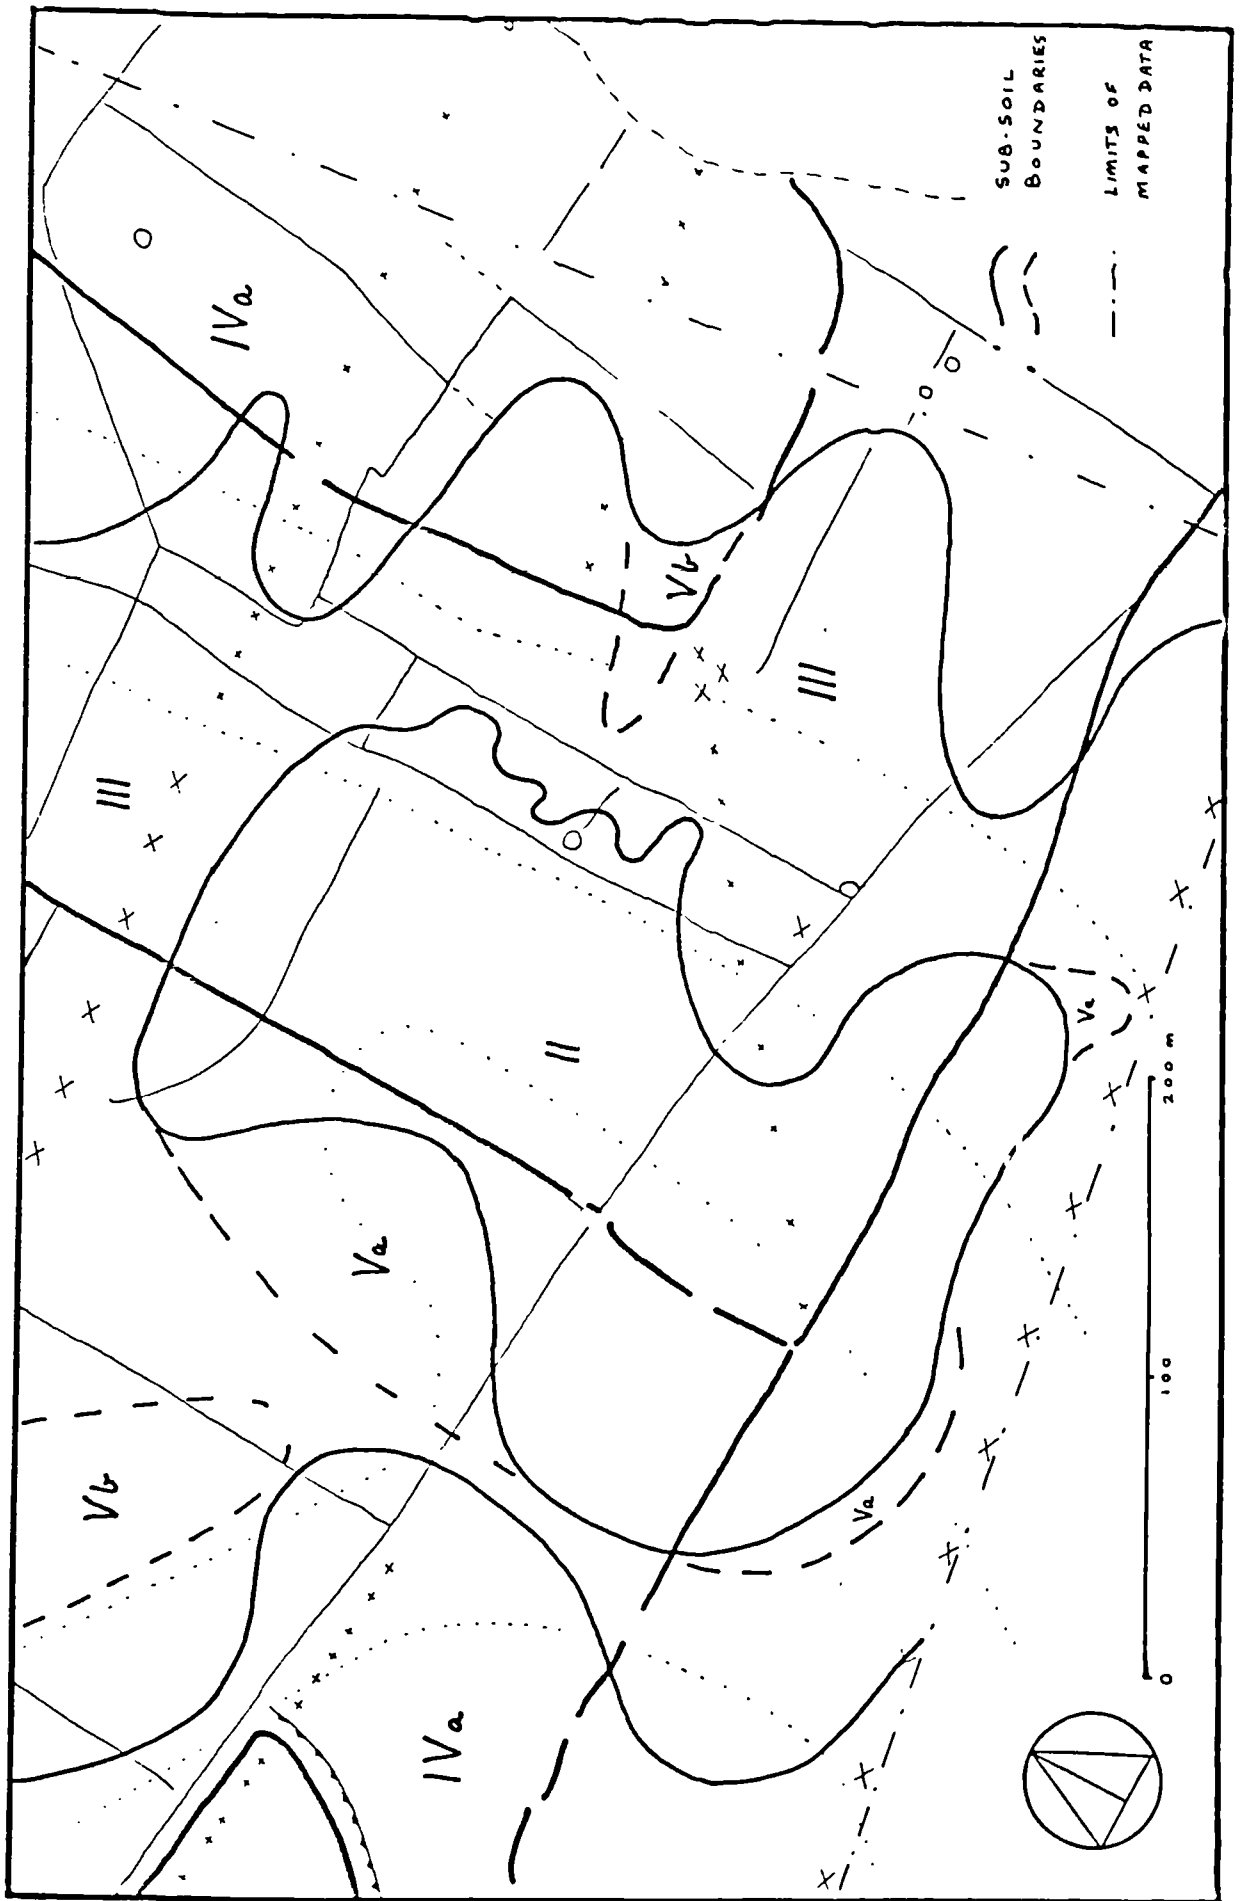 SUB-SOIL
BOUNDARIES
LIMITS OF
MAPPED DATA
IVa
III
Vb
III
II
Va
Va
Vb
Va
IVa
0
100
200 m